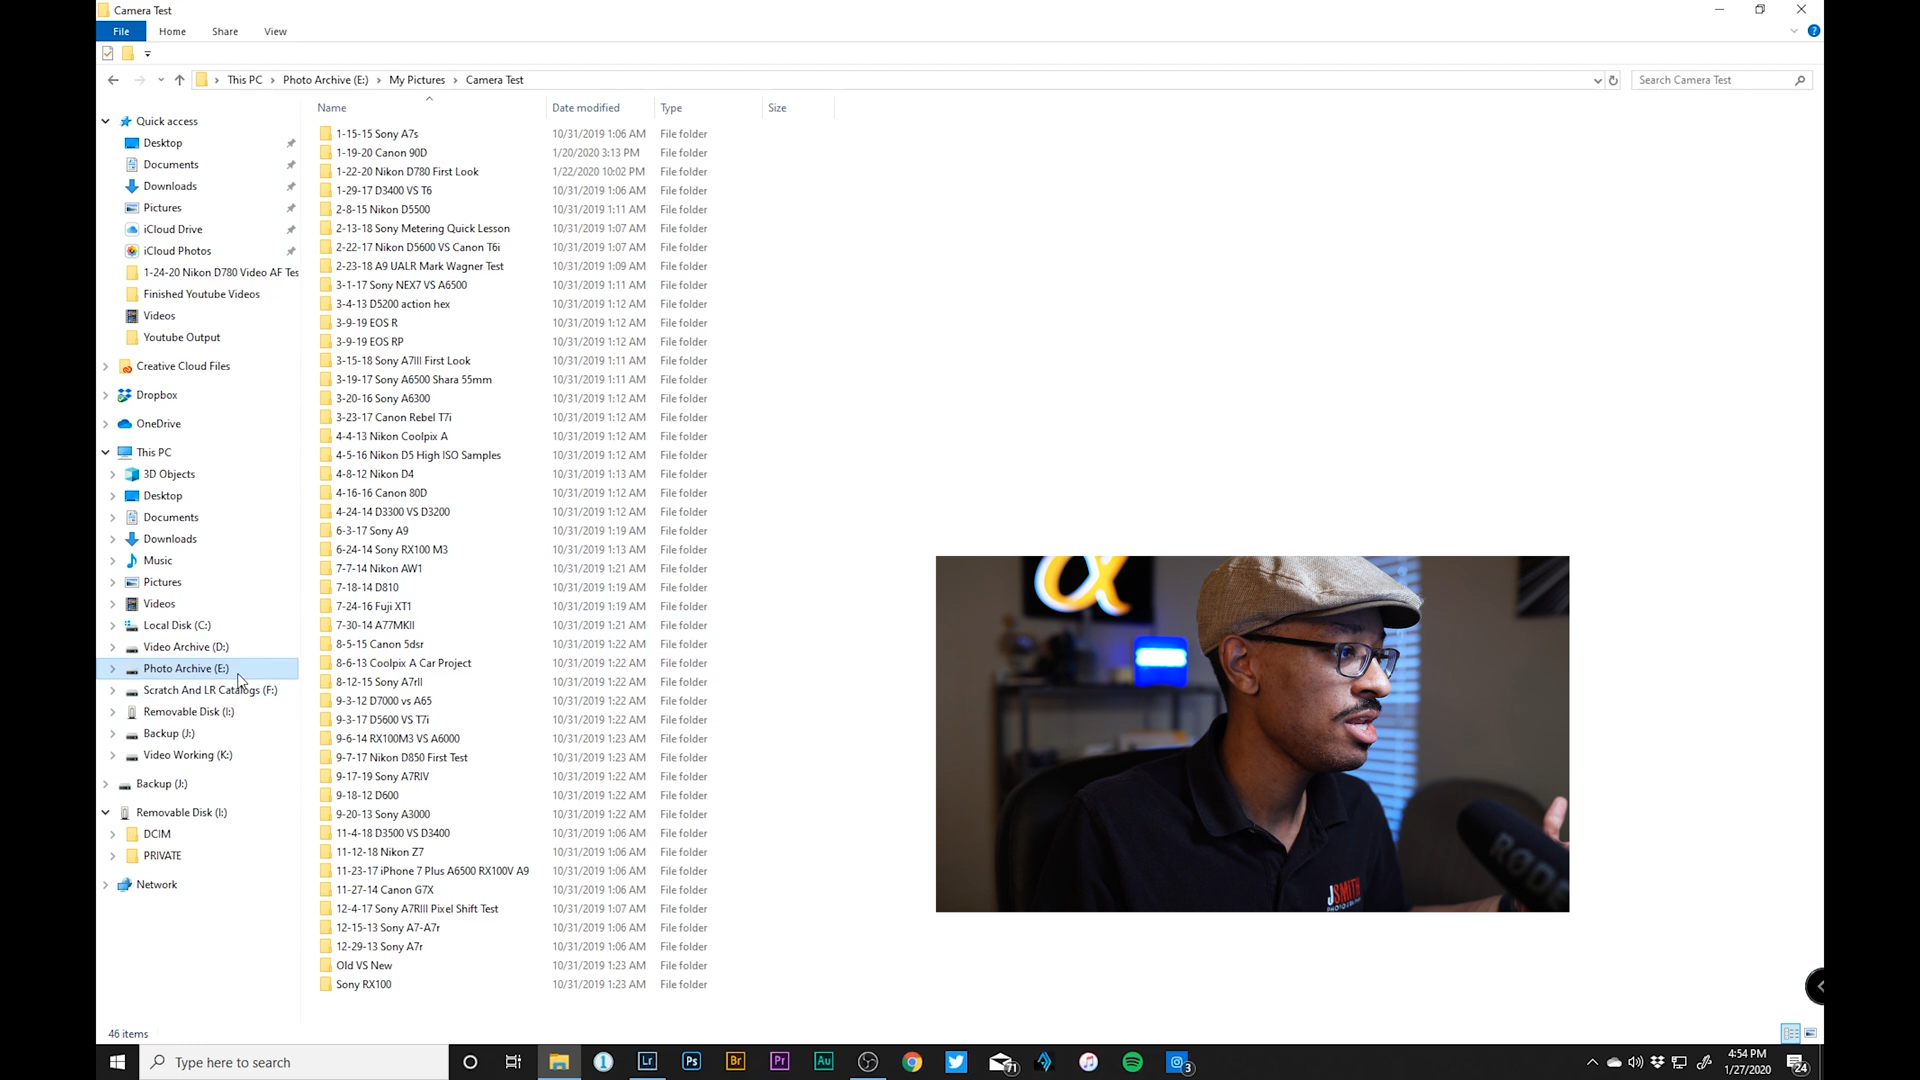 Camera Test
File Home Share View
This PC Photo Archive (E:) My Pictures Camera Test
Search Camera Test
Name Date modified Type Size
Quick access
Desktop
Documents
Downloads
Pictures
iCloud Drive
iCloud Photos
1-24-20 Nikon D780 Video AF Tes
Finished Youtube Videos
Videos
Youtube Output
Creative Cloud Files
Dropbox
OneDrive
This PC
3D Objects
Desktop
Documents
Downloads
Music
Pictures
Videos
Local Disk (C:)
Video Archive (D:)
Photo Archive (E:)
Scratch And LR Catalogs (F:)
Removable Disk (I:)
Backup (J:)
Video Working (K:)
Backup (J:)
Removable Disk (I:)
DCIM
PRIVATE
Network
1-15-15 Sony A7s 10/31/2019 1:06 AM File folder
1-19-20 Canon 90D 1/20/2020 3:13 PM File folder
1-22-20 Nikon D780 First Look 1/22/2020 10:02 PM File folder
1-29-17 D3400 VS T6 10/31/2019 1:06 AM File folder
2-8-15 Nikon D5500 10/31/2019 1:11 AM File folder
2-13-18 Sony Metering Quick Lesson 10/31/2019 1:07 AM File folder
2-22-17 Nikon D5600 VS Canon T6i 10/31/2019 1:07 AM File folder
2-23-18 A9 UALR Mark Wagner Test 10/31/2019 1:09 AM File folder
3-1-17 Sony NEX7 VS A6500 10/31/2019 1:11 AM File folder
3-4-13 D5200 action hex 10/31/2019 1:12 AM File folder
3-9-19 EOS R 10/31/2019 1:12 AM File folder
3-9-19 EOS RP 10/31/2019 1:12 AM File folder
3-15-18 Sony A7III First Look 10/31/2019 1:11 AM File folder
3-19-17 Sony A6500 Shara 55mm 10/31/2019 1:11 AM File folder
3-20-16 Sony A6300 10/31/2019 1:12 AM File folder
3-23-17 Canon Rebel T7i 10/31/2019 1:12 AM File folder
4-4-13 Nikon Coolpix A 10/31/2019 1:12 AM File folder
4-5-16 Nikon D5 High ISO Samples 10/31/2019 1:12 AM File folder
4-8-12 Nikon D4 10/31/2019 1:13 AM File folder
4-16-16 Canon 80D 10/31/2019 1:12 AM File folder
4-24-14 D3300 VS D3200 10/31/2019 1:12 AM File folder
6-3-17 Sony A9 10/31/2019 1:19 AM File folder
6-24-14 Sony RX100 M3 10/31/2019 1:13 AM File folder
7-7-14 Nikon AW1 10/31/2019 1:21 AM File folder
7-18-14 D810 10/31/2019 1:19 AM File folder
7-24-16 Fuji XT1 10/31/2019 1:19 AM File folder
7-30-14 A77MKII 10/31/2019 1:21 AM File folder
8-5-15 Canon 5dsr 10/31/2019 1:22 AM File folder
8-6-13 Coolpix A Car Project 10/31/2019 1:22 AM File folder
8-12-15 Sony A7rII 10/31/2019 1:22 AM File folder
9-3-12 D7000 vs A65 10/31/2019 1:22 AM File folder
9-3-17 D5600 VS T7i 10/31/2019 1:22 AM File folder
9-6-14 RX100M3 VS A6000 10/31/2019 1:23 AM File folder
9-7-17 Nikon D850 First Test 10/31/2019 1:23 AM File folder
9-17-19 Sony A7RIV 10/31/2019 1:22 AM File folder
9-18-12 D600 10/31/2019 1:22 AM File folder
9-20-13 Sony A3000 10/31/2019 1:22 AM File folder
11-4-18 D3500 VS D3400 10/31/2019 1:06 AM File folder
11-12-18 Nikon Z7 10/31/2019 1:06 AM File folder
11-23-17 iPhone 7 Plus A6500 RX100V A9 10/31/2019 1:06 AM File folder
11-27-14 Canon G7X 10/31/2019 1:06 AM File folder
12-4-17 Sony A7RIII Pixel Shift Test 10/31/2019 1:07 AM File folder
12-15-13 Sony A7-A7r 10/31/2019 1:06 AM File folder
12-29-13 Sony A7r 10/31/2019 1:06 AM File folder
Old VS New 10/31/2019 1:23 AM File folder
Sony RX100 10/31/2019 1:23 AM File folder
JSMITH
RODE
46 items
Type here to search
Lr Ps Br Pr Au
71
3
4:54 PM
1/27/2020
24